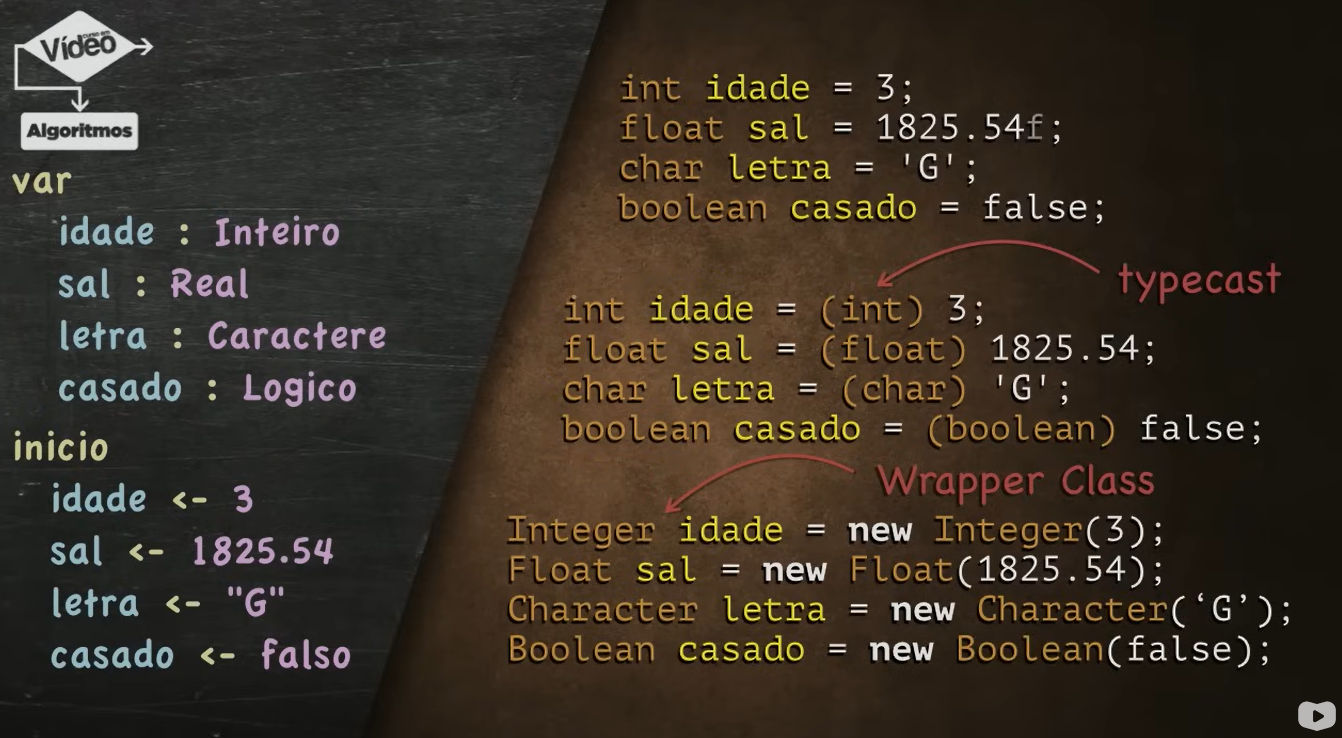 curso em
Vídeo
Algoritmos
var
idade : Inteiro
sal : Real
letra : Caractere
casado : Logico
inicio
idade <- 3
sal <- 1825.54
letra <- "G"
casado <- falso
int idade = 3;
float sal = 1825.54f;
char letra = 'G';
boolean casado = false;
typecast
int idade = (int) 3;
float sal = (float) 1825.54;
char letra = (char) 'G';
boolean casado = (boolean) false;
Wrapper Class
Integer idade = new Integer(3);
Float sal = new Float(1825.54);
Character letra = new Character(‘G’);
Boolean casado = new Boolean(false);